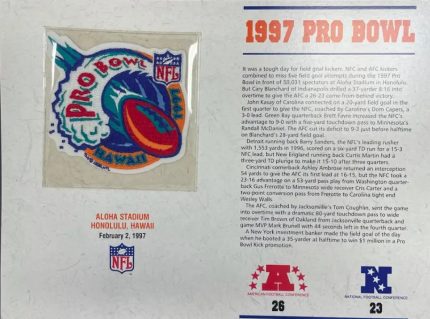 1997 PRO BOWL
PRO BOWL
NFL
1997
HAWAII
ALOHA STADIUM
HONOLULU, HAWAII
February 2, 1997
NFL
It was a tough day for field goal kickers. NFC and AFC kickers
combined to miss five field goal attempts during the 1997 Pro
Bowl in front of 50,031 spectators at Aloha Stadium in Honolulu.
But Cary Blanchard of Indianapolis drilled a 37-yarder 8:16 into
overtime to give the AFC a 26-23 come-from-behind victory.
John Kasay of Carolina connected on a 20-yard field goal in the
first quarter to give the NFC, coached by Carolina's Dom Capers, a
3-0 lead. Green Bay quarterback Brett Favre increased the NFC's
advantage to 9-0 with a five-yard touchdown pass to Minnesota's
Randall McDaniel. The AFC cut its deficit to 9-3 just before halftime
on Blanchard's 28-yard field goal.
Detroit running back Barry Sanders, the NFL's leading rusher
with 1,553 yards in 1996, scored on a six-yard TD run for a 15-3
NFC lead, but New England running back Curtis Martin had a
three-yard TD plunge to make it 15-10 after three quarters.
Cincinnati cornerback Ashley Ambrose returned an interception
54 yards to give the AFC its first lead at 16-15, but the NFC took a
23-16 advantage on a 53-yard pass play from Washington quarter-
back Gus Frerotte to Minnesota wide receiver Cris Carter and a
two-point conversion pass from Frerotte to Carolina tight end
Wesley Walls.
The AFC, coached by Jacksonville's Tom Coughlin, sent the game
into overtime with a dramatic 80-yard touchdown pass to wide
receiver Tim Brown of Oakland from Jacksonville quarterback and
game MVP Mark Brunell with 44 seconds left in the fourth quarter.
A New York investment banker made the field goal of the day
when he booted a 35-yarder at halftime to win $1 million in a Pro
Bowl Kick promotion.
A
AMERICAN FOOTBALL CONFERENCE
26
N
NATIONAL FOOTBALL CONFERENCE
23